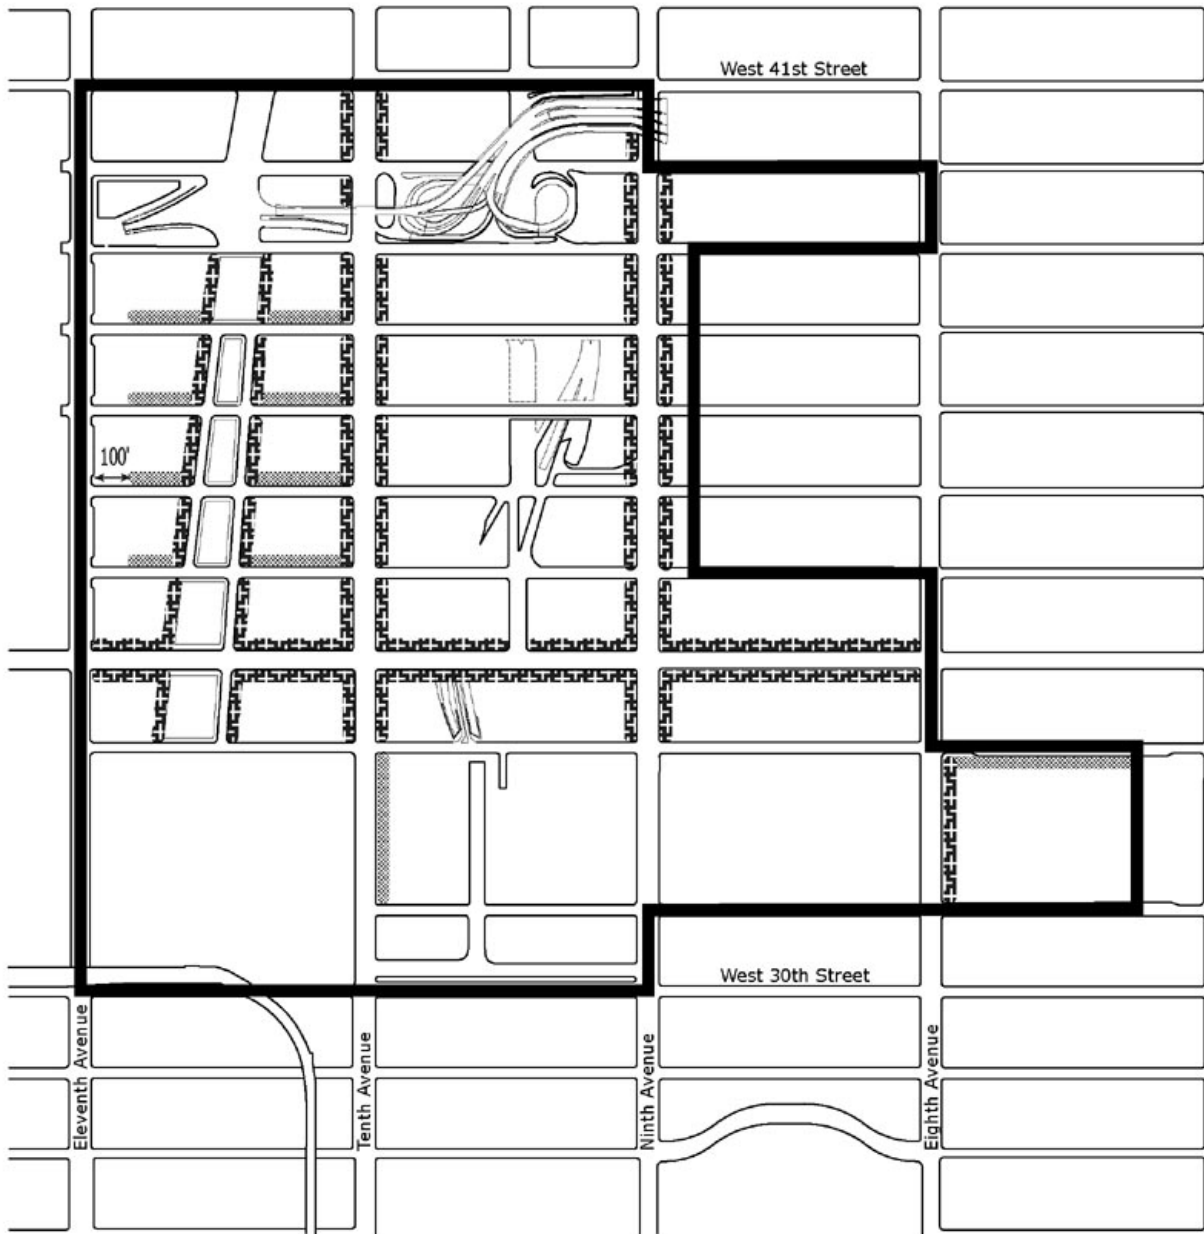 West 41st Street
100'
West 30th Street
Eleventh Avenue
Tenth Avenue
Ninth Avenue
Eighth Avenue